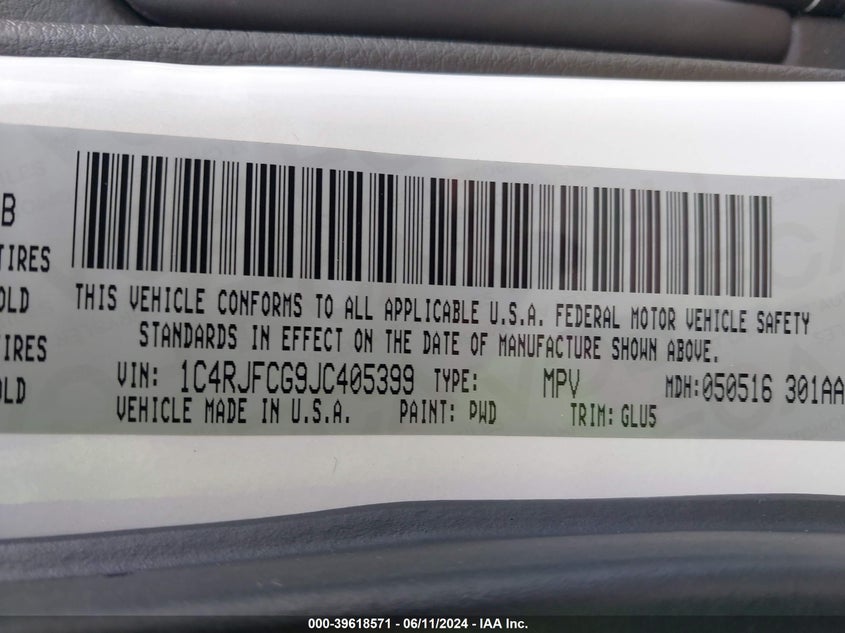 B
TIRES
OLD
THIS VEHICLE CONFORMS TO ALL APPLICABLE U.S.A. FEDERAL MOTOR VEHICLE SAFETY
STANDARDS IN EFFECT ON THE DATE OF MANUFACTURE SHOWN ABOVE.
IRES
OLD
VIN: 1C4RJFCG9JC405399 TYPE: MPV MDH:050516 301AA
VEHICLE MADE IN U.S.A. PAINT: PWD TRIM: GLU5
000-39618571 - 06/11/2024 - IAA Inc.